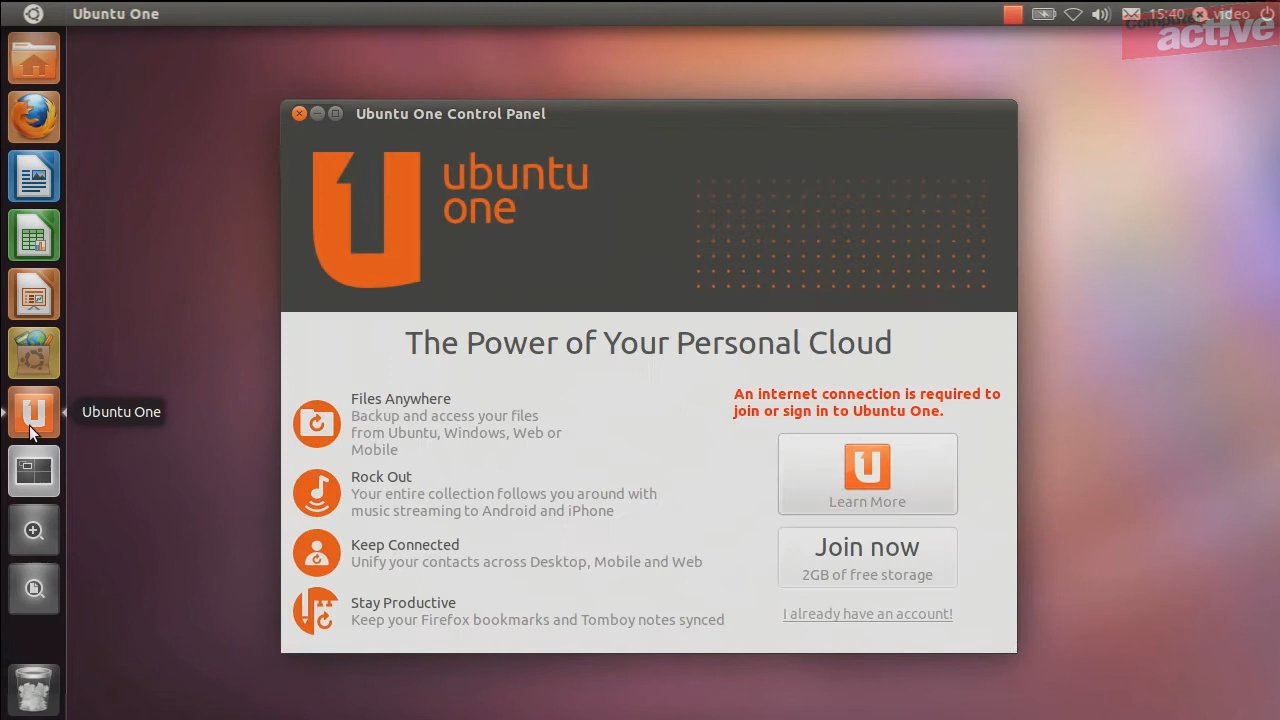 Ubuntu One
15:40
video
Computer
active
Ubuntu One Control Panel
ubuntu
one
The Power of Your Personal Cloud
Files Anywhere
Backup and access your files
from Ubuntu, Windows, Web or
Mobile
Rock Out
Your entire collection follows you around with
music streaming to Android and iPhone
Keep Connected
Unify your contacts across Desktop, Mobile and Web
Stay Productive
Keep your Firefox bookmarks and Tomboy notes synced
An internet connection is required to
join or sign in to Ubuntu One.
Learn More
Join now
2GB of free storage
I already have an account!
Ubuntu One